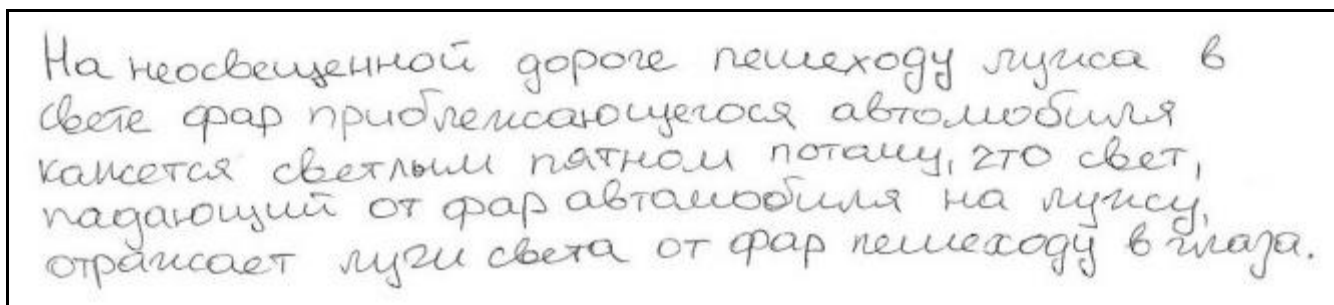 На неосвещенной дороге пешеходу лужа в
свете фар приближающегося автомобиля
кажется светлым пятном потому, что свет,
падающий от фар автомобиля на лужу,
отражает лучи света от фар пешеходу в глаза.